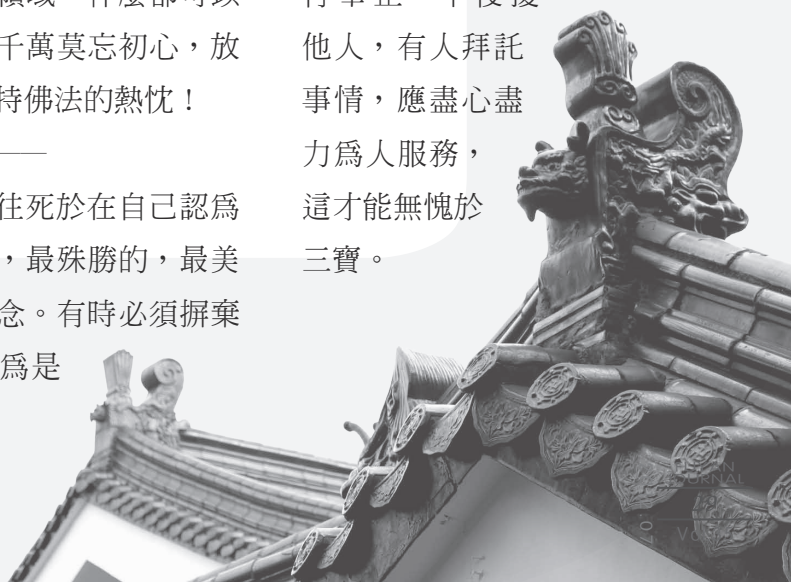 千萬莫忘初心，放
持佛法的熱忱！
——
往死於在自己認爲
，最殊勝的，最美
念。有時必須摒棄
爲是
他人，有人拜託
事情，應盡心盡
力爲人服務，
這才能無愧於
三寶。